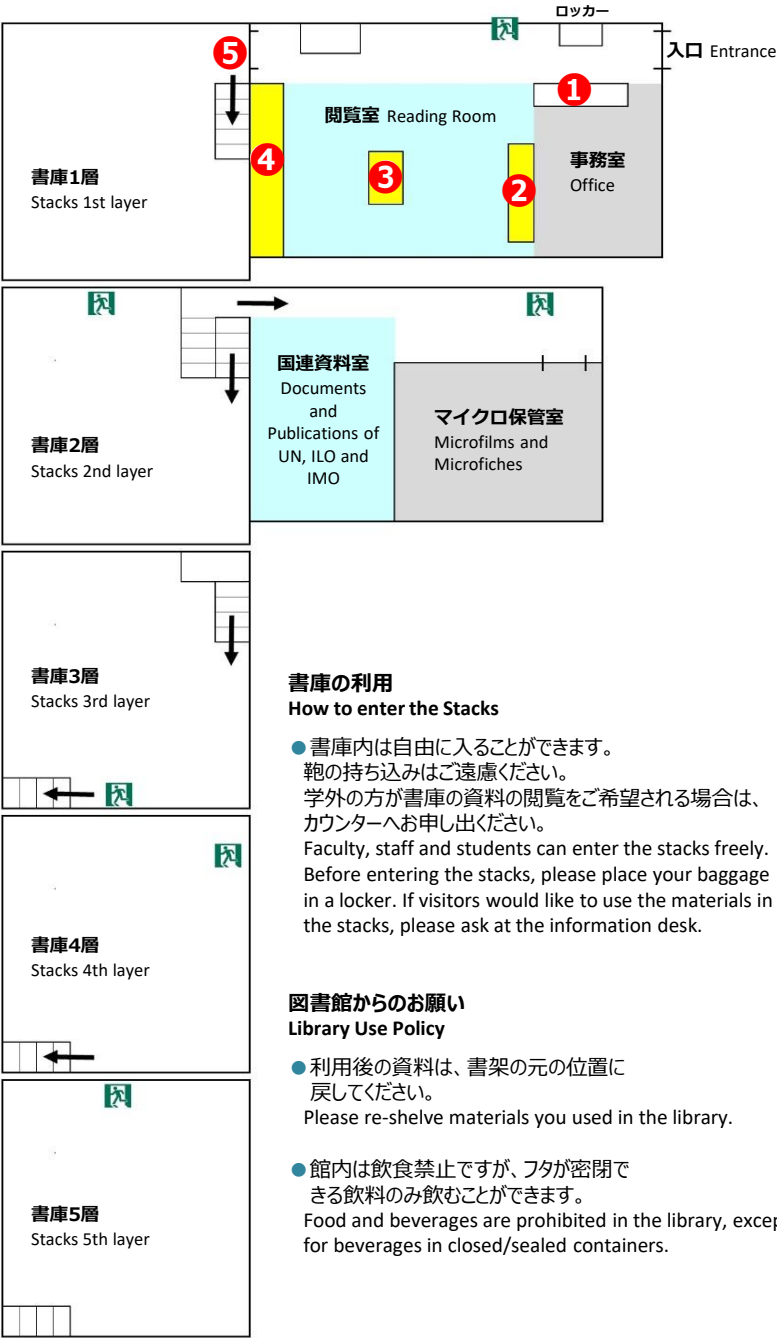 ロッカー
❺
入口 Entrance
❶
閲覧室 Reading Room
❹
❸
❷
事務室
Office
書庫1層
Stacks 1st layer
国連資料室
Documents
and
Publications of
UN, ILO and
IMO
マイクロ保管室
Microfilms and
Microfiches
書庫2層
Stacks 2nd layer
書庫3層
Stacks 3rd layer
書庫の利用
How to enter the Stacks
●書庫内は自由に入ることができます。
鞄の持ち込みはご遠慮ください。
学外の方が書庫の資料の閲覧をご希望される場合は、
カウンターへお申し出ください。
Faculty, staff and students can enter the stacks freely.
Before entering the stacks, please place your baggage
in a locker. If visitors would like to use the materials in
the stacks, please ask at the information desk.
書庫4層
Stacks 4th layer
図書館からのお願い
Library Use Policy
●利用後の資料は、書架の元の位置に
戻してください。
Please re-shelve materials you used in the library.
●館内は飲食禁止ですが、フタが密閉で
きる飲料のみ飲むことができます。
Food and beverages are prohibited in the library, excep
for beverages in closed/sealed containers.
書庫5層
Stacks 5th layer